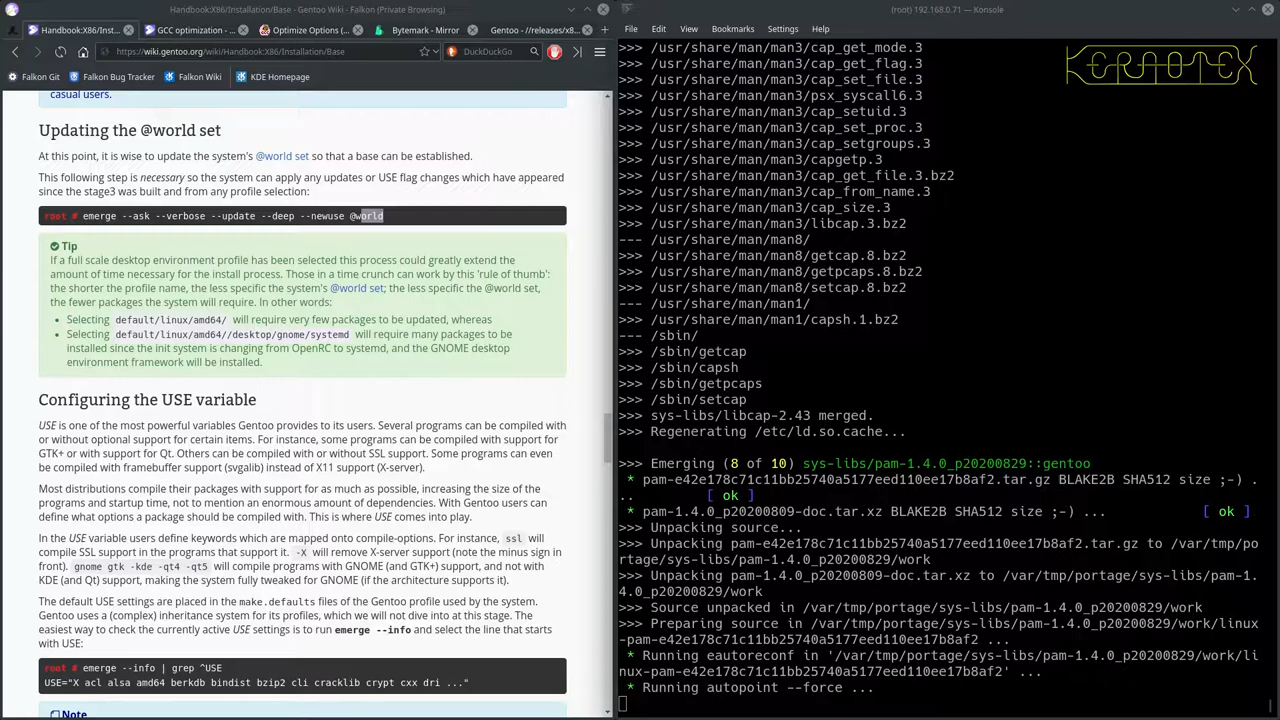 Handbook:X86/Installation/Base - Gentoo Wiki - Falkon (Private Browsing)
Handbook:X86/Inst...
GCC optimization - ...
Optimize Options (...
Bytemark - Mirror
Gentoo - //releases/x8...
https://wiki.gentoo.org/wiki/Handbook:X86/Installation/Base
DuckDuckGo
Falkon Git
Falkon Bug Tracker
Falkon Wiki
KDE Homepage
casual users.
Updating the @world set
At this point, it is wise to update the system's @world set so that a base can be established.
This following step is necessary so the system can apply any updates or USE flag changes which have appeared
since the stage3 was built and from any profile selection:
root # emerge --ask --verbose --update --deep --newuse @world
Tip
If a full scale desktop environment profile has been selected this process could greatly extend the
amount of time necessary for the install process. Those in a time crunch can work by this 'rule of thumb':
the shorter the profile name, the less specific the system's @world set; the less specific the @world set,
the fewer packages the system will require. In other words:
• Selecting default/linux/amd64/ will require very few packages to be updated, whereas
• Selecting default/linux/amd64//desktop/gnome/systemd will require many packages to be
installed since the init system is changing from OpenRC to systemd, and the GNOME desktop
environment framework will be installed.
Configuring the USE variable
USE is one of the most powerful variables Gentoo provides to its users. Several programs can be compiled with
or without optional support for certain items. For instance, some programs can be compiled with support for
GTK+ or with support for Qt. Others can be compiled with or without SSL support. Some programs can even
be compiled with framebuffer support (svgalib) instead of X11 support (X-server).
Most distributions compile their packages with support for as much as possible, increasing the size of the
programs and startup time, not to mention an enormous amount of dependencies. With Gentoo users can
define what options a package should be compiled with. This is where USE comes into play.
In the USE variable users define keywords which are mapped onto compile-options. For instance, ssl will
compile SSL support in the programs that support it. -X will remove X-server support (note the minus sign in
front). gnome gtk -kde -qt4 -qt5 will compile programs with GNOME (and GTK+) support, and not with
KDE (and Qt) support, making the system fully tweaked for GNOME (if the architecture supports it).
The default USE settings are placed in the make.defaults files of the Gentoo profile used by the system.
Gentoo uses a (complex) inheritance system for its profiles, which we will not dive into at this stage. The
easiest way to check the currently active USE settings is to run emerge --info and select the line that starts
with USE:
root # emerge --info | grep ^USE
USE="X acl alsa amd64 berkdb bindist bzip2 cli cracklib crypt cxx dri ..."
Note
(root) 192.168.0.71 — Konsole
File Edit View Bookmarks Settings Help
KERAOTEX
>>> /usr/share/man/man3/cap_get_mode.3
>>> /usr/share/man/man3/cap_get_flag.3
>>> /usr/share/man/man3/cap_set_file.3
>>> /usr/share/man/man3/psx_syscall6.3
>>> /usr/share/man/man3/cap_setuid.3
>>> /usr/share/man/man3/cap_set_proc.3
>>> /usr/share/man/man3/cap_setgroups.3
>>> /usr/share/man/man3/capgetp.3
>>> /usr/share/man/man3/cap_get_file.3.bz2
>>> /usr/share/man/man3/cap_from_name.3
>>> /usr/share/man/man3/cap_size.3
>>> /usr/share/man/man3/libcap.3.bz2
--- /usr/share/man/man8/
>>> /usr/share/man/man8/getcap.8.bz2
>>> /usr/share/man/man8/getpcaps.8.bz2
>>> /usr/share/man/man8/setcap.8.bz2
--- /usr/share/man/man1/
>>> /usr/share/man/man1/capsh.1.bz2
--- /sbin/
>>> /sbin/getcap
>>> /sbin/capsh
>>> /sbin/getpcaps
>>> /sbin/setcap
>>> sys-libs/libcap-2.43 merged.
>>> Regenerating /etc/ld.so.cache...
>>> Emerging (8 of 10) sys-libs/pam-1.4.0_p20200829::gentoo
* pam-e42e178c71c11bb25740a5177eed110ee17b8af2.tar.gz BLAKE2B SHA512 size ;-) .
.. [ ok ]
* pam-1.4.0_p20200809-doc.tar.xz BLAKE2B SHA512 size ;-) ... [ ok ]
>>> Unpacking source...
>>> Unpacking pam-e42e178c71c11bb25740a5177eed110ee17b8af2.tar.gz to /var/tmp/po
rtage/sys-libs/pam-1.4.0_p20200829/work
>>> Unpacking pam-1.4.0_p20200809-doc.tar.xz to /var/tmp/portage/sys-libs/pam-1.
4.0_p20200829/work
>>> Source unpacked in /var/tmp/portage/sys-libs/pam-1.4.0_p20200829/work
>>> Preparing source in /var/tmp/portage/sys-libs/pam-1.4.0_p20200829/work/linux
-pam-e42e178c71c11bb25740a5177eed110ee17b8af2 ...
* Running eautoreconf in '/var/tmp/portage/sys-libs/pam-1.4.0_p20200829/work/li
nux-pam-e42e178c71c11bb25740a5177eed110ee17b8af2' ...
* Running autopoint --force ...